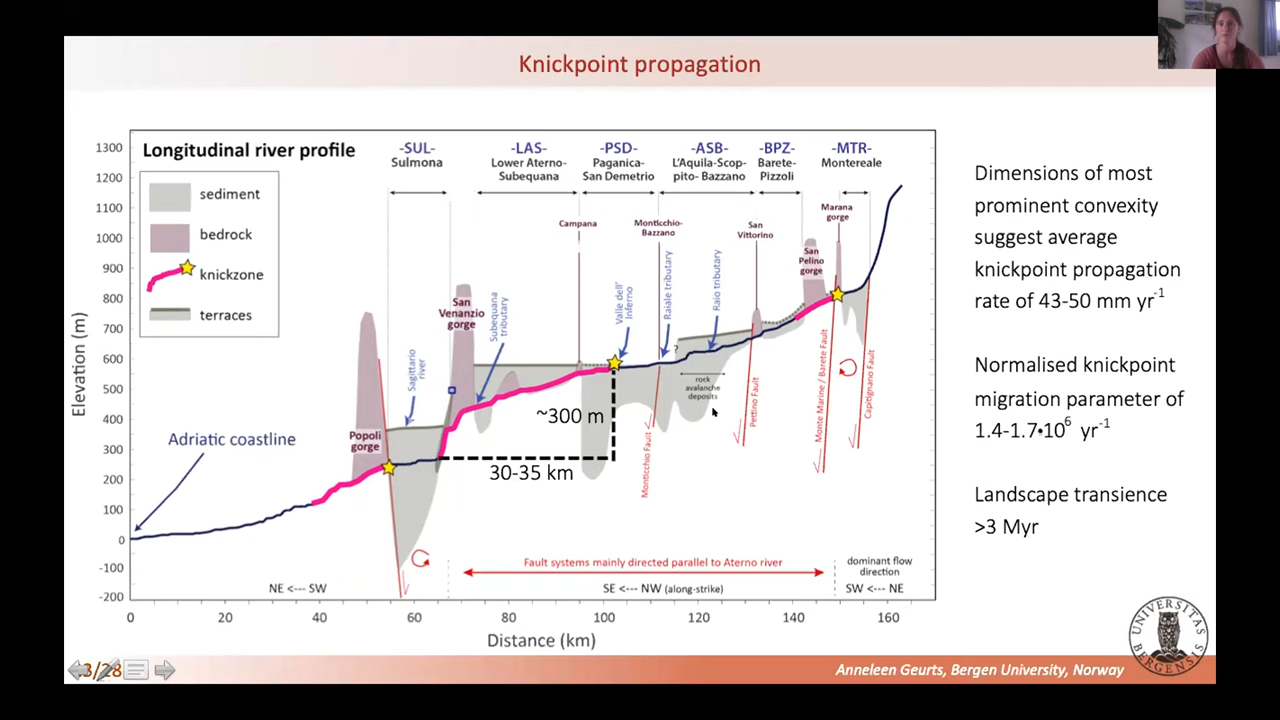 Knickpoint propagation
Longitudinal river profile
sediment
bedrock
knickzone
terraces
-SUL-
Sulmona
-LAS-
Lower Aterno-
Subequana
-PSD-
Paganica-
San Demetrio
-ASB-
L'Aquila-Scop-
pito- Bazzano
-BPZ-
Barete-
Pizzoli
-MTR-
Montereale
Campana
Monticchio-
Bazzano
San
Vittorino
Marana
gorge
San
Pelino
gorge
San
Venanzio
gorge
Popoli
gorge
Adriatic coastline
Sagittario
river
Subequana
tributary
Valle dell'
Inferno
Raiale tributary
Raio tributary
?
rock
avalanche
deposits
~300 m
30-35 km
Monticchio Fault
Pettino Fault
Monte Marine / Barete Fault
Capitignano Fault
Fault systems mainly directed parallel to Aterno river
dominant flow
direction
NE <--- SW
SE <--- NW (along-strike)
SW <--- NE
Elevation (m)
1300
1200
1100
1000
900
800
700
600
500
400
300
200
100
0
-100
-200
0
20
40
60
80
100
120
140
160
Distance (km)
Dimensions of most
prominent convexity
suggest average
knickpoint propagation
rate of 43-50 mm yr⁻¹
Normalised knickpoint
migration parameter of
1.4-1.7•10⁶ yr⁻¹
Landscape transience
>3 Myr
UNIVERSITAS
BERGENSIS
3/28
Anneleen Geurts, Bergen University, Norway